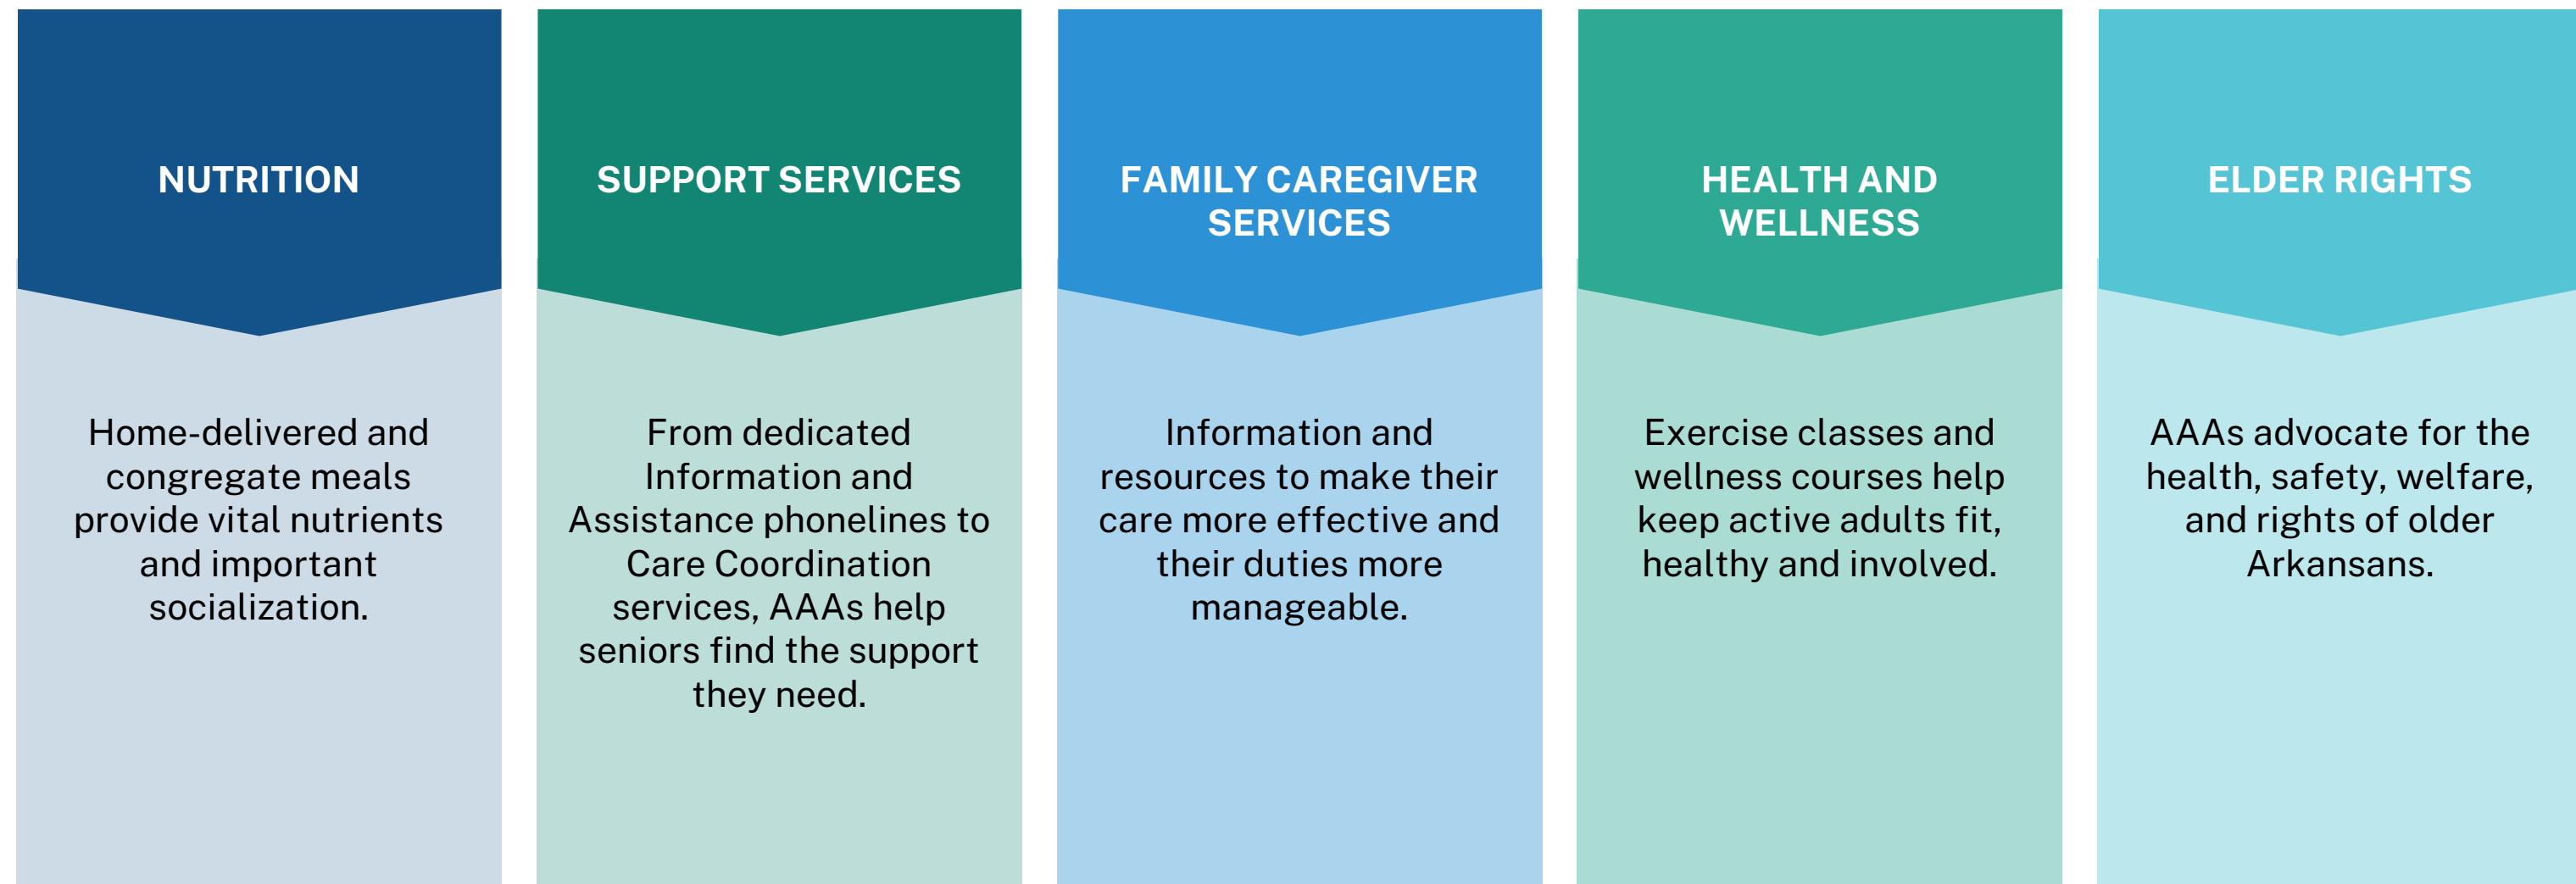 NUTRITION
Home-delivered and
congregate meals
provide vital nutrients
and important
socialization.
SUPPORT SERVICES
From dedicated
Information and
Assistance phonelines to
Care Coordination
services, AAAs help
seniors find the support
they need.
FAMILY CAREGIVER
SERVICES
Information and
resources to make their
care more effective and
their duties more
manageable.
HEALTH AND
WELLNESS
Exercise classes and
wellness courses help
keep active adults fit,
healthy and involved.
ELDER RIGHTS
AAAs advocate for the
health, safety, welfare,
and rights of older
Arkansans.